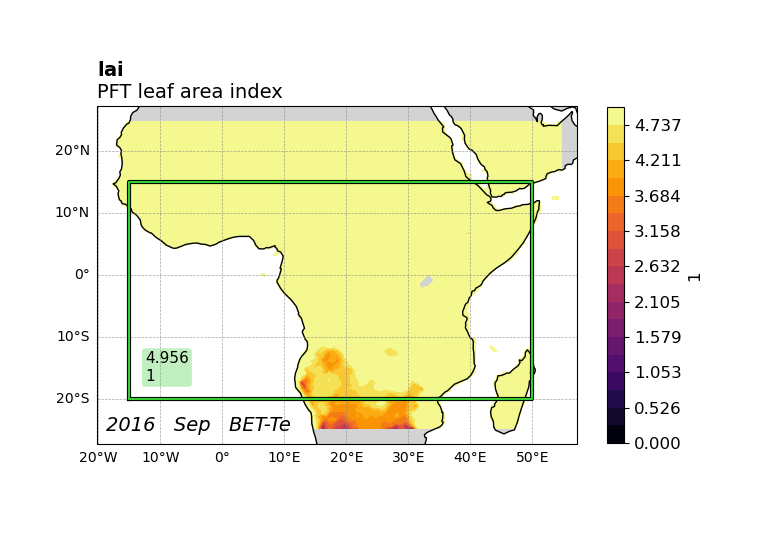 lai
PFT leaf area index
20°N
10°N
0°
10°S
20°S
4.956
1
2016 Sep BET-Te
20°W 10°W 0° 10°E 20°E 30°E 40°E 50°E
4.737
4.211
3.684
3.158
2.632
2.105
1.579
1.053
0.526
0.000
1